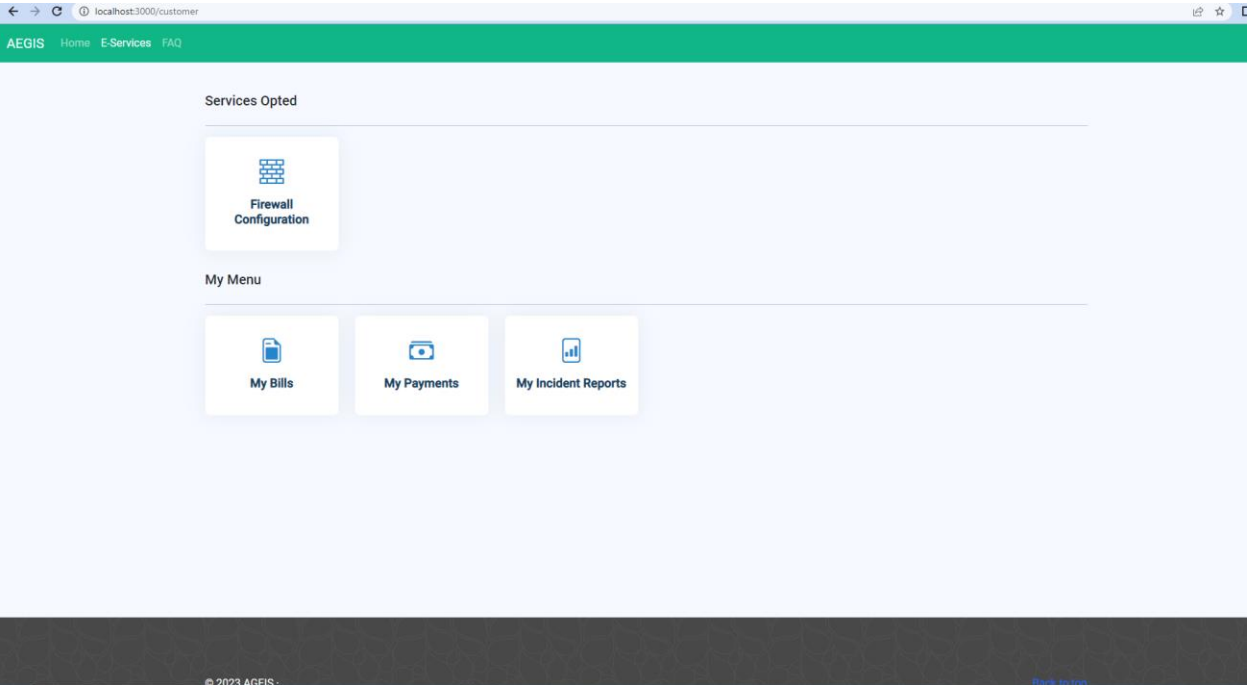 localhost:3000/customer
AEGIS Home E-Services FAQ
Services Opted
Firewall
Configuration
My Menu
My Bills
My Payments
My Incident Reports
© 2023 AGEIS ·
Back to top